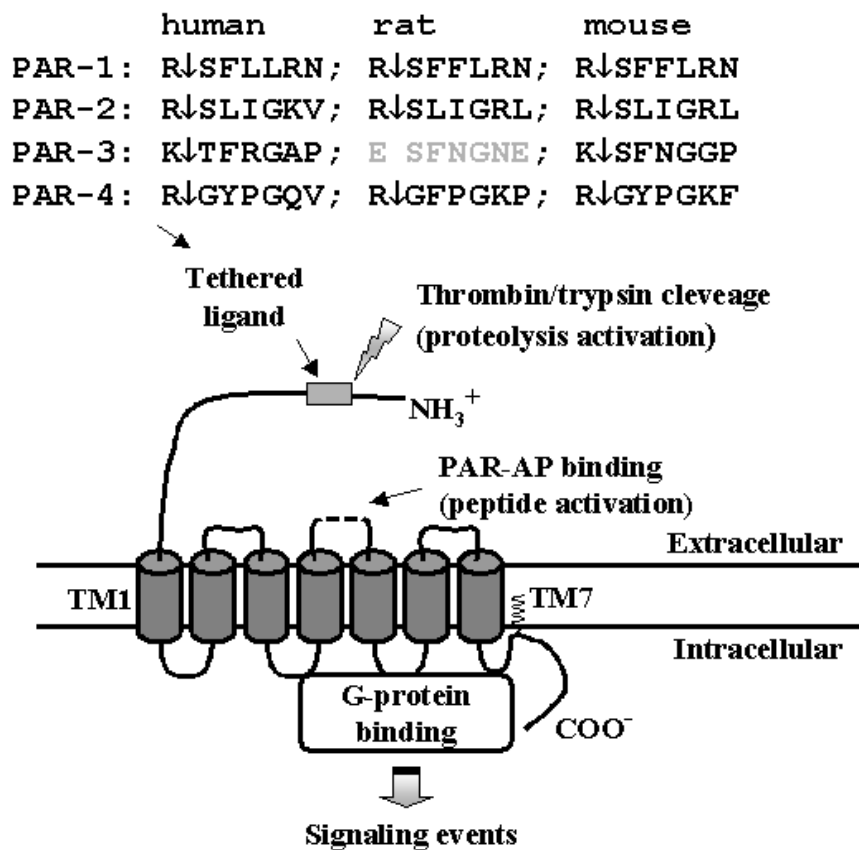 human rat mouse
PAR-1: R↓SFLLRN; R↓SFFLRN; R↓SFFLRN
PAR-2: R↓SLIGKV; R↓SLIGRL; R↓SLIGRL
PAR-3: K↓TFRGAP; E SFNGNE; K↓SFNGGP
PAR-4: R↓GYPGQV; R↓GFPGKP; R↓GYPGKF
Tethered
ligand
Thrombin/trypsin cleveage
(proteolysis activation)
NH₃⁺
PAR-AP binding
(peptide activation)
Extracellular
TM1
TM7
Intracellular
G-protein
binding
COO⁻
Signaling events